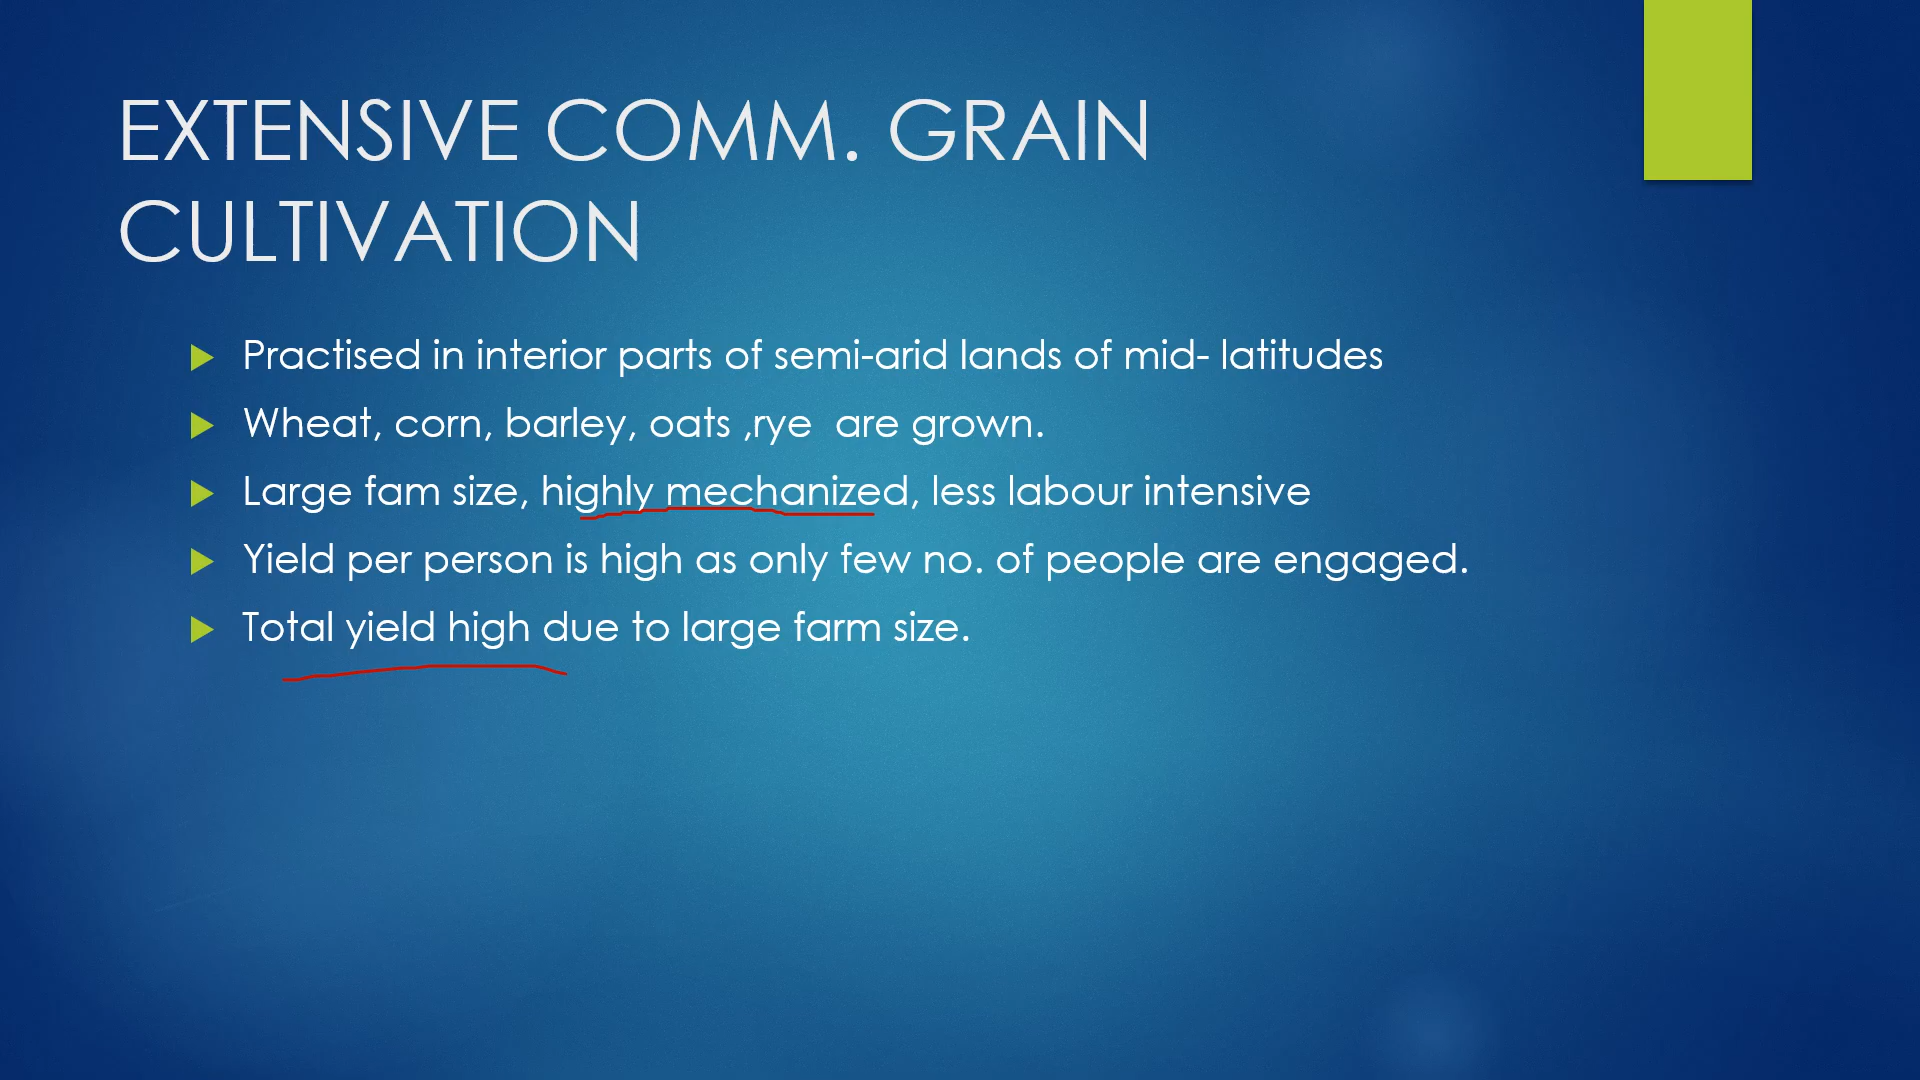 EXTENSIVE COMM. GRAIN
CULTIVATION
Practised in interior parts of semi-arid lands of mid- latitudes
Wheat, corn, barley, oats ,rye  are grown.
Large fam size, highly mechanized, less labour intensive
Yield per person is high as only few no. of people are engaged.
Total yield high due to large farm size.